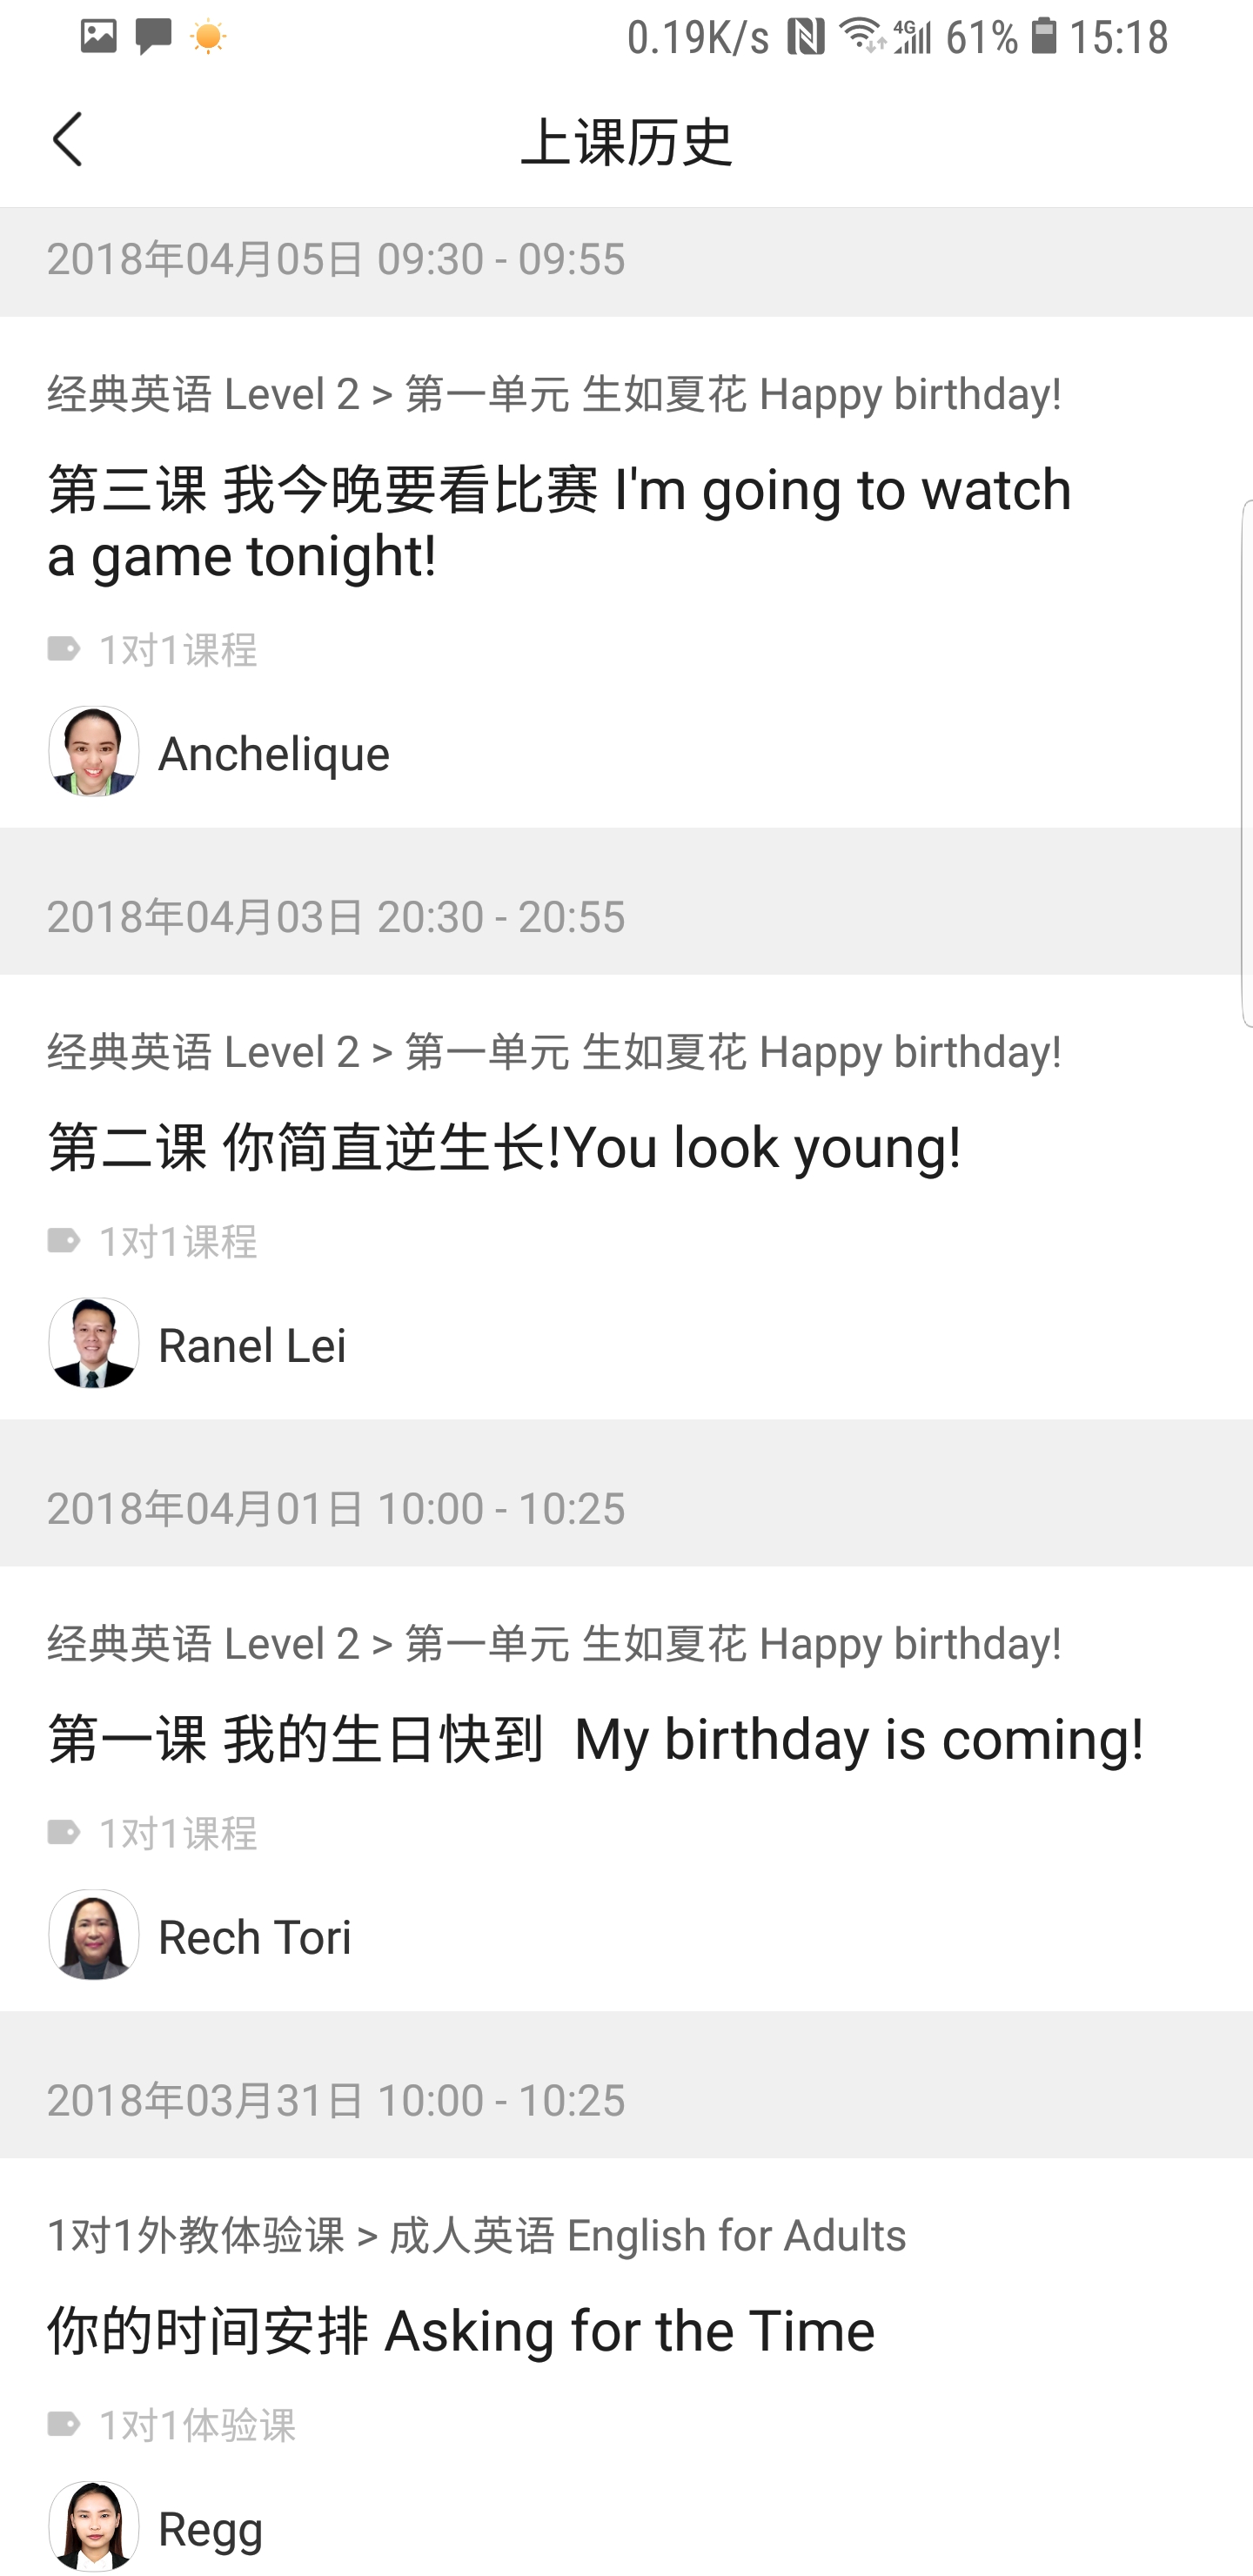 0.19K/s 4G 61% 15:18
上课历史
2018年04月05日 09:30 - 09:55
经典英语 Level 2 > 第一单元 生如夏花 Happy birthday!
第三课 我今晚要看比赛 I'm going to watch
a game tonight!
1对1课程
Anchelique
2018年04月03日 20:30 - 20:55
经典英语 Level 2 > 第一单元 生如夏花 Happy birthday!
第二课 你简直逆生长!You look young!
1对1课程
Ranel Lei
2018年04月01日 10:00 - 10:25
经典英语 Level 2 > 第一单元 生如夏花 Happy birthday!
第一课 我的生日快到  My birthday is coming!
1对1课程
Rech Tori
2018年03月31日 10:00 - 10:25
1对1外教体验课 > 成人英语 English for Adults
你的时间安排 Asking for the Time
1对1体验课
Regg